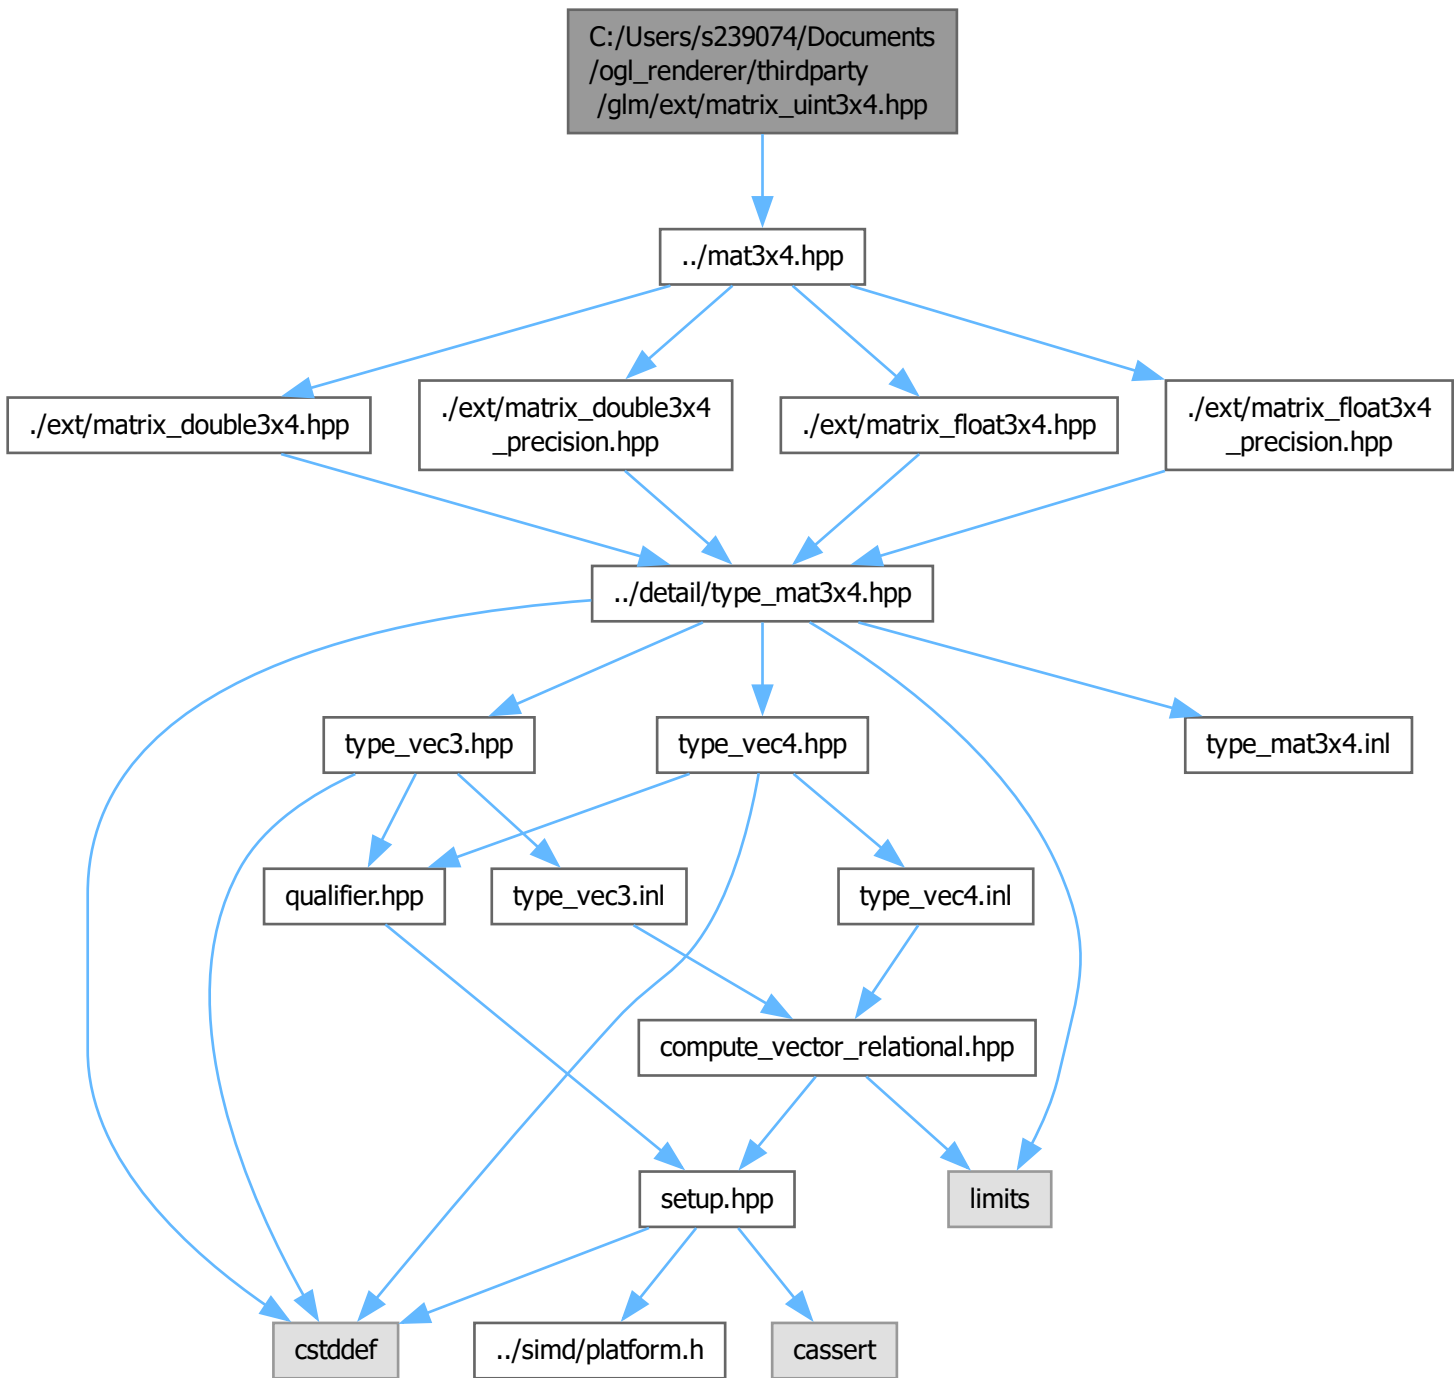 C:/Users/s239074/Documents
/ogl_renderer/thirdparty
/glm/ext/matrix_uint3x4.hpp
../mat3x4.hpp
./ext/matrix_double3x4.hpp
./ext/matrix_double3x4
_precision.hpp
./ext/matrix_float3x4.hpp
./ext/matrix_float3x4
_precision.hpp
../detail/type_mat3x4.hpp
type_vec3.hpp
type_vec4.hpp
type_mat3x4.inl
qualifier.hpp
type_vec3.inl
type_vec4.inl
compute_vector_relational.hpp
setup.hpp
limits
cstddef
../simd/platform.h
cassert